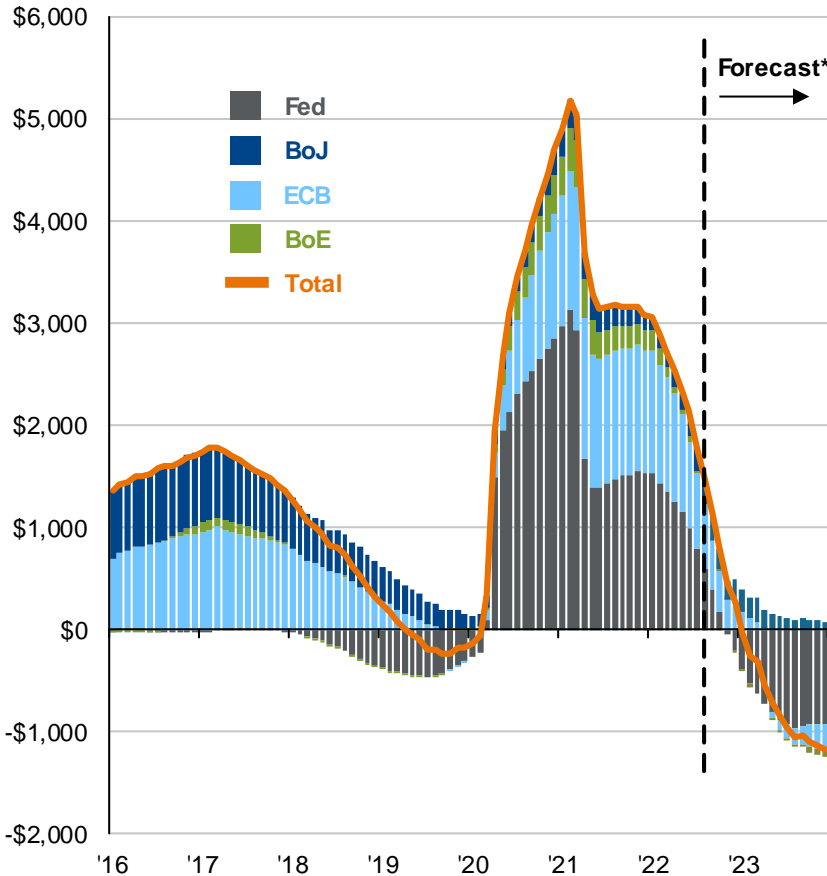 $6,000
Forecast*
Fed
$5,000
BoJ
ECB
$4,000
BoE
Total
$3,000
$2,000
$1,000
$0
-$1,000
-$2,000
'16 '17 '18 '19 '20 '21 '22 '23